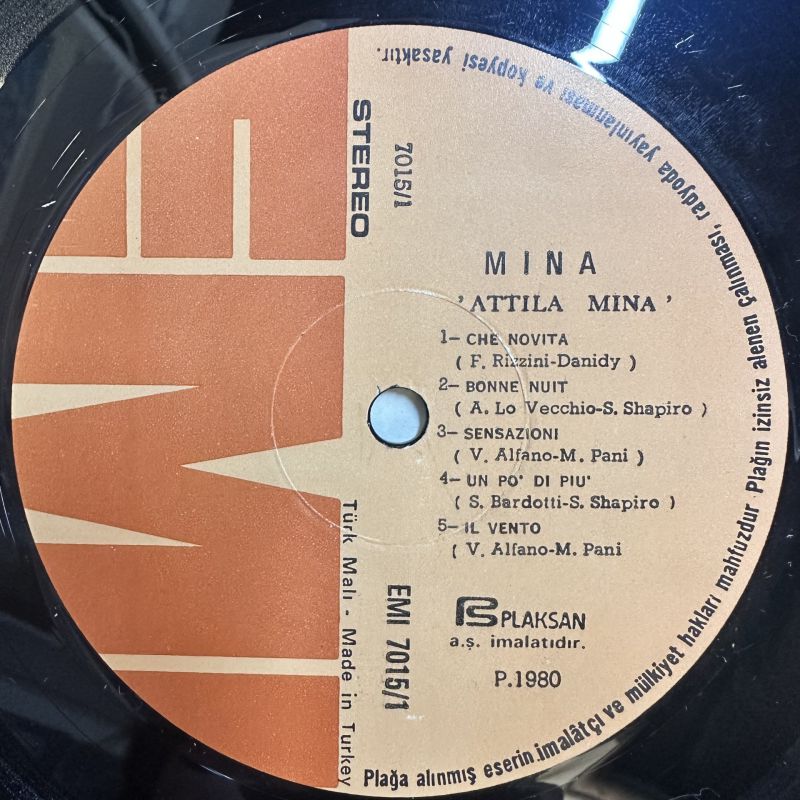 EMI
STEREO
7015/1
MINA
'ATTILA MINA'
1- CHE NOVITA
( F. Rizzini-Danidy )
2- BONNE NUIT
( A. Lo Vecchio-S. Shapiro )
3- SENSAZIONI
( V. Alfano-M. Pani )
4- UN PO' DI PIU'
( S. Bardotti-S. Shapiro )
5- IL VENTO
( V. Alfano-M. Pani
PLAKSAN
a.ş. imalatıdır.
P.1980
EMI 7015/1
Türk Malı - Made in Turkey
Plağa alınmış eserin.imalâtçı ve mülkiyet hakları mahfuzdur Plağın izinsiz alenen çalınması, radyoda yayınlanması ve kopyesi yasaktır.